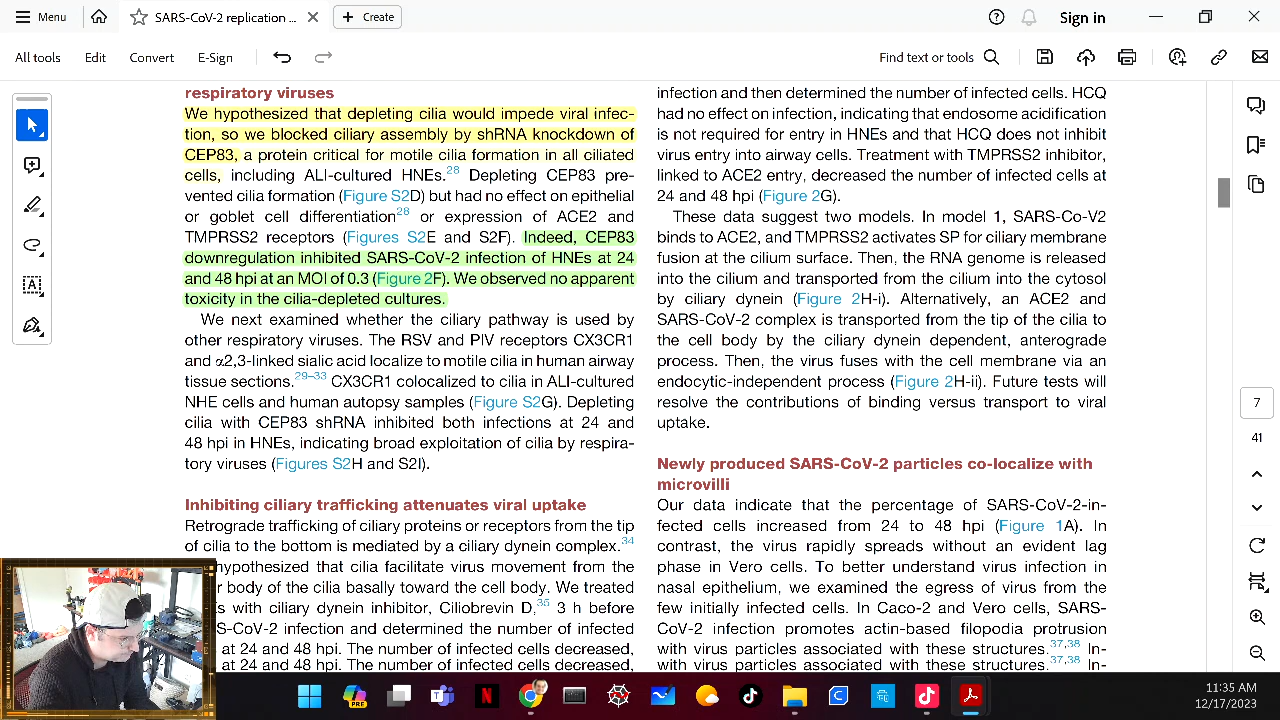 Menu
SARS-CoV-2 replication ...
Create
Sign in
All tools
Edit
Convert
E-Sign
Find text or tools
respiratory viruses
We hypothesized that depleting cilia would impede viral infec-
tion, so we blocked ciliary assembly by shRNA knockdown of
CEP83, a protein critical for motile cilia formation in all ciliated
cells, including ALI-cultured HNEs.28 Depleting CEP83 pre-
vented cilia formation (Figure S2D) but had no effect on epithelial
or goblet cell differentiation28 or expression of ACE2 and
TMPRSS2 receptors (Figures S2E and S2F). Indeed, CEP83
downregulation inhibited SARS-CoV-2 infection of HNEs at 24
and 48 hpi at an MOI of 0.3 (Figure 2F). We observed no apparent
toxicity in the cilia-depleted cultures.
We next examined whether the ciliary pathway is used by
other respiratory viruses. The RSV and PIV receptors CX3CR1
and α2,3-linked sialic acid localize to motile cilia in human airway
tissue sections.29–33 CX3CR1 colocalized to cilia in ALI-cultured
NHE cells and human autopsy samples (Figure S2G). Depleting
cilia with CEP83 shRNA inhibited both infections at 24 and
48 hpi in HNEs, indicating broad exploitation of cilia by respira-
tory viruses (Figures S2H and S2I).
Inhibiting ciliary trafficking attenuates viral uptake
Retrograde trafficking of ciliary proteins or receptors from the tip
of cilia to the bottom is mediated by a ciliary dynein complex.34
hypothesized that cilia facilitate virus movement from the
r body of the cilia basally toward the cell body. We treated
s with ciliary dynein inhibitor, Ciliobrevin D,35 3 h before
S-CoV-2 infection and determined the number of infected
at 24 and 48 hpi. The number of infected cells decreased,
at 24 and 48 hpi. The number of infected cells decreased,
infection and then determined the number of infected cells. HCQ
had no effect on infection, indicating that endosome acidification
is not required for entry in HNEs and that HCQ does not inhibit
virus entry into airway cells. Treatment with TMPRSS2 inhibitor,
linked to ACE2 entry, decreased the number of infected cells at
24 and 48 hpi (Figure 2G).
These data suggest two models. In model 1, SARS-Co-V2
binds to ACE2, and TMPRSS2 activates SP for ciliary membrane
fusion at the cilium surface. Then, the RNA genome is released
into the cilium and transported from the cilium into the cytosol
by ciliary dynein (Figure 2H-i). Alternatively, an ACE2 and
SARS-CoV-2 complex is transported from the tip of the cilia to
the cell body by the ciliary dynein dependent, anterograde
process. Then, the virus fuses with the cell membrane via an
endocytic-independent process (Figure 2H-ii). Future tests will
resolve the contributions of binding versus transport to viral
uptake.
Newly produced SARS-CoV-2 particles co-localize with
microvilli
Our data indicate that the percentage of SARS-CoV-2-in-
fected cells increased from 24 to 48 hpi (Figure 1A). In
contrast, the virus rapidly spreads without an evident lag
phase in Vero cells. To better understand virus infection in
nasal epithelium, we examined the egress of virus from the
few initially infected cells. In Caco-2 and Vero cells, SARS-
CoV-2 infection promotes actin-based filopodia protrusion
with virus particles associated with these structures.37,38 In-
with virus particles associated with these structures.37,38 In-
7
41
PRE
11:35 AM
12/17/2023